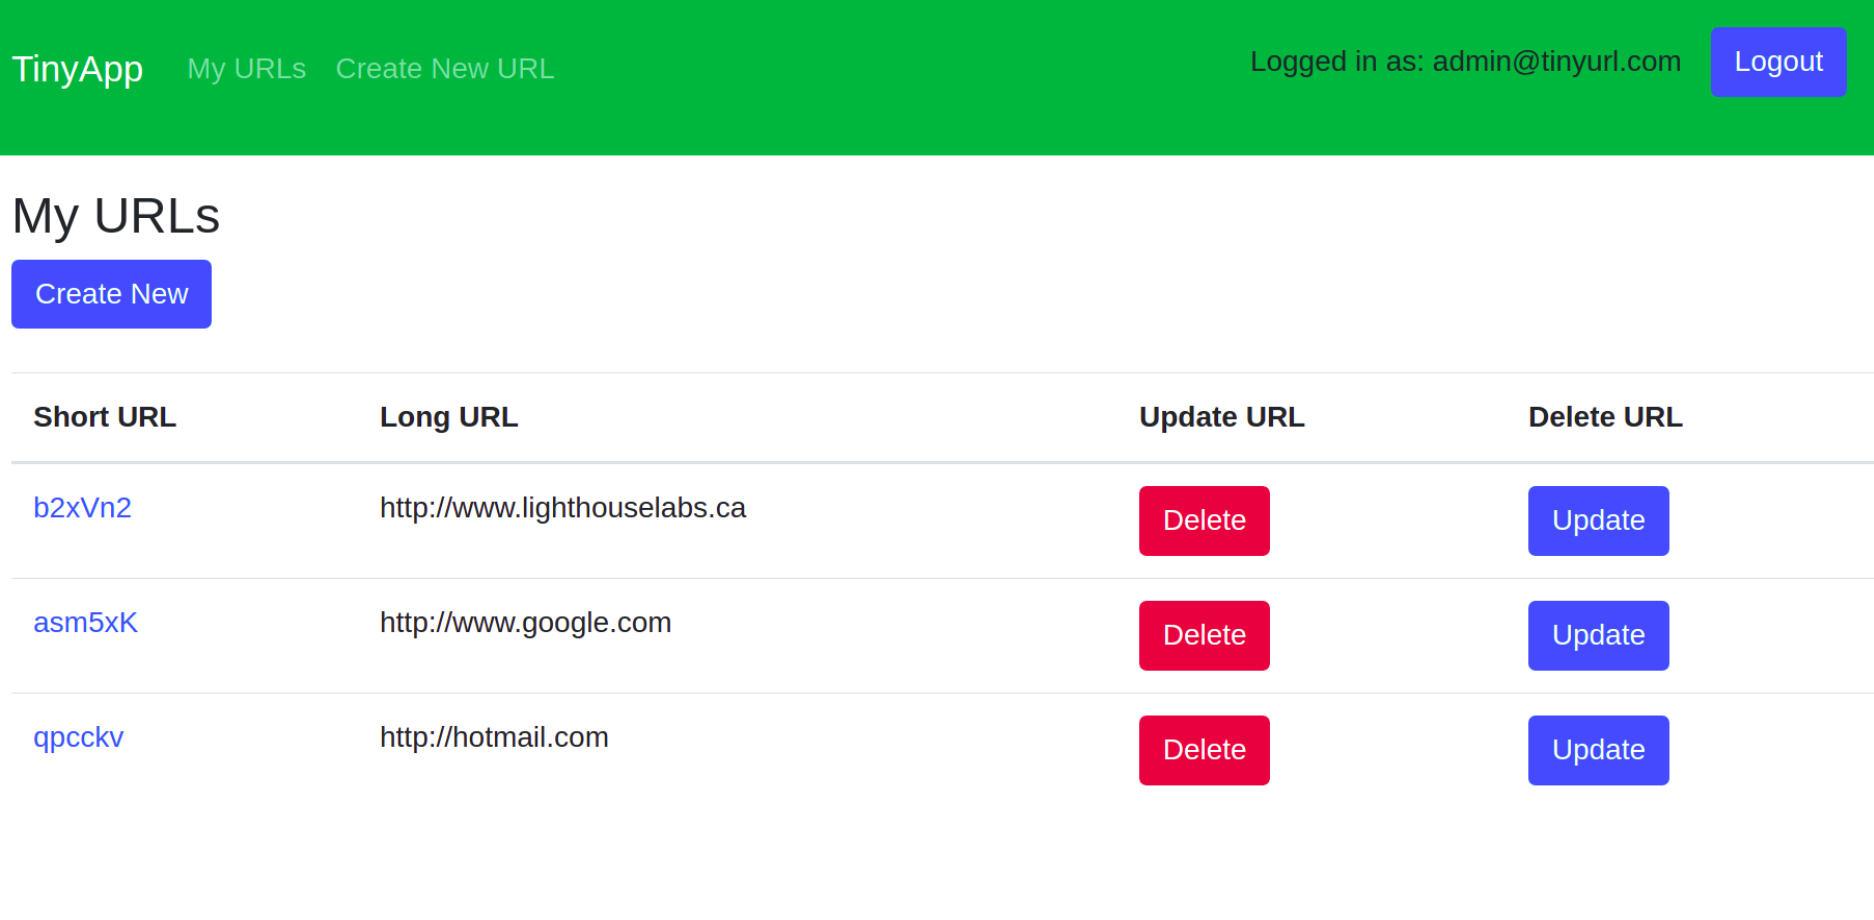 TinyApp My URLs Create New URL Logged in as: admin@tinyurl.com Logout
My URLs
Create New
Short URL Long URL Update URL Delete URL
b2xVn2 http://www.lighthouselabs.ca Delete Update
asm5xK http://www.google.com Delete Update
qpcckv http://hotmail.com Delete Update